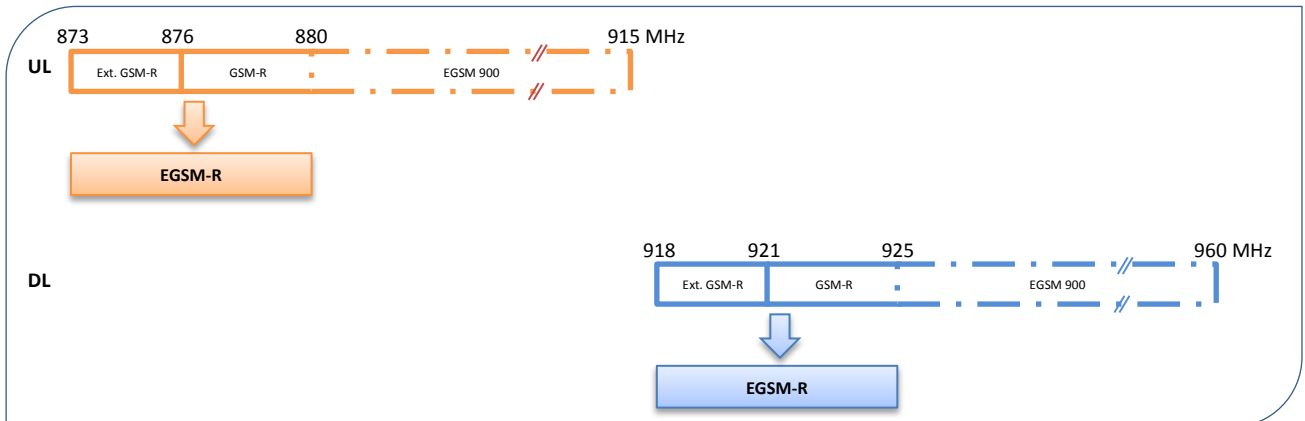 873 876 880 915 MHz
UL
Ext. GSM-R GSM-R EGSM 900
EGSM-R
918 921 925 960 MHz
DL
Ext. GSM-R GSM-R EGSM 900
EGSM-R